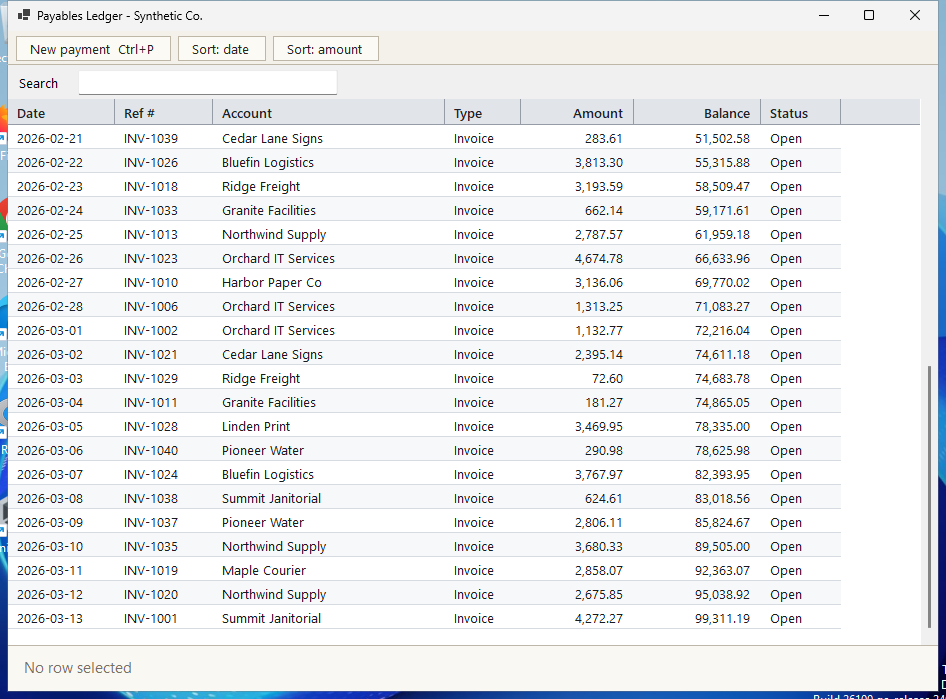 Payables Ledger - Synthetic Co.
New payment Ctrl+P Sort: date Sort: amount
Search
Date Ref # Account Type Amount Balance Status
2026-02-21 INV-1039 Cedar Lane Signs Invoice 283.61 51,502.58 Open
2026-02-22 INV-1026 Bluefin Logistics Invoice 3,813.30 55,315.88 Open
2026-02-23 INV-1018 Ridge Freight Invoice 3,193.59 58,509.47 Open
2026-02-24 INV-1033 Granite Facilities Invoice 662.14 59,171.61 Open
2026-02-25 INV-1013 Northwind Supply Invoice 2,787.57 61,959.18 Open
2026-02-26 INV-1023 Orchard IT Services Invoice 4,674.78 66,633.96 Open
2026-02-27 INV-1010 Harbor Paper Co Invoice 3,136.06 69,770.02 Open
2026-02-28 INV-1006 Orchard IT Services Invoice 1,313.25 71,083.27 Open
2026-03-01 INV-1002 Orchard IT Services Invoice 1,132.77 72,216.04 Open
2026-03-02 INV-1021 Cedar Lane Signs Invoice 2,395.14 74,611.18 Open
2026-03-03 INV-1029 Ridge Freight Invoice 72.60 74,683.78 Open
2026-03-04 INV-1011 Granite Facilities Invoice 181.27 74,865.05 Open
2026-03-05 INV-1028 Linden Print Invoice 3,469.95 78,335.00 Open
2026-03-06 INV-1040 Pioneer Water Invoice 290.98 78,625.98 Open
2026-03-07 INV-1024 Bluefin Logistics Invoice 3,767.97 82,393.95 Open
2026-03-08 INV-1038 Summit Janitorial Invoice 624.61 83,018.56 Open
2026-03-09 INV-1037 Pioneer Water Invoice 2,806.11 85,824.67 Open
2026-03-10 INV-1035 Northwind Supply Invoice 3,680.33 89,505.00 Open
2026-03-11 INV-1019 Maple Courier Invoice 2,858.07 92,363.07 Open
2026-03-12 INV-1020 Northwind Supply Invoice 2,675.85 95,038.92 Open
2026-03-13 INV-1001 Summit Janitorial Invoice 4,272.27 99,311.19 Open
No row selected